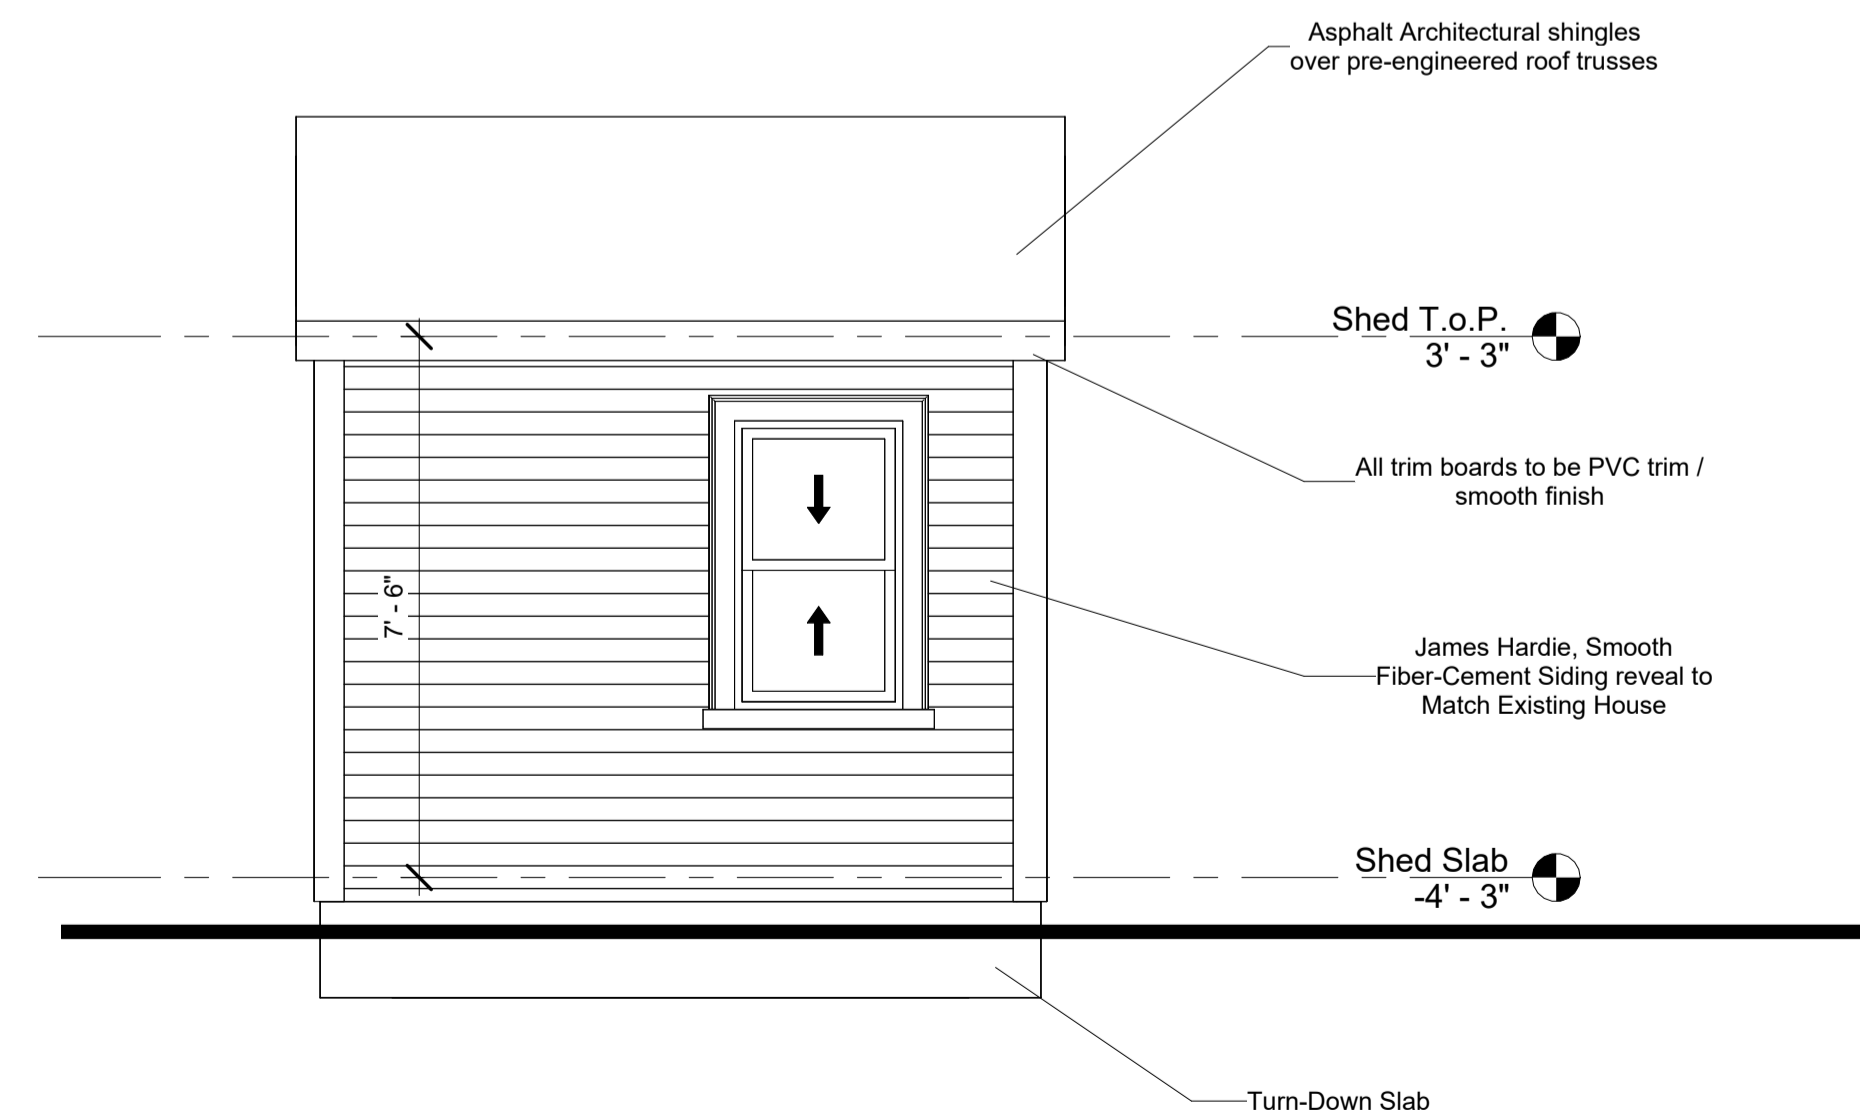 Asphalt Architectural shingles
over pre-engineered roof trusses
Shed T.o.P.
3' - 3"
All trim boards to be PVC trim /
smooth finish
7' - 6"
James Hardie, Smooth
Fiber-Cement Siding reveal to
Match Existing House
Shed Slab
-4' - 3"
Turn-Down Slab